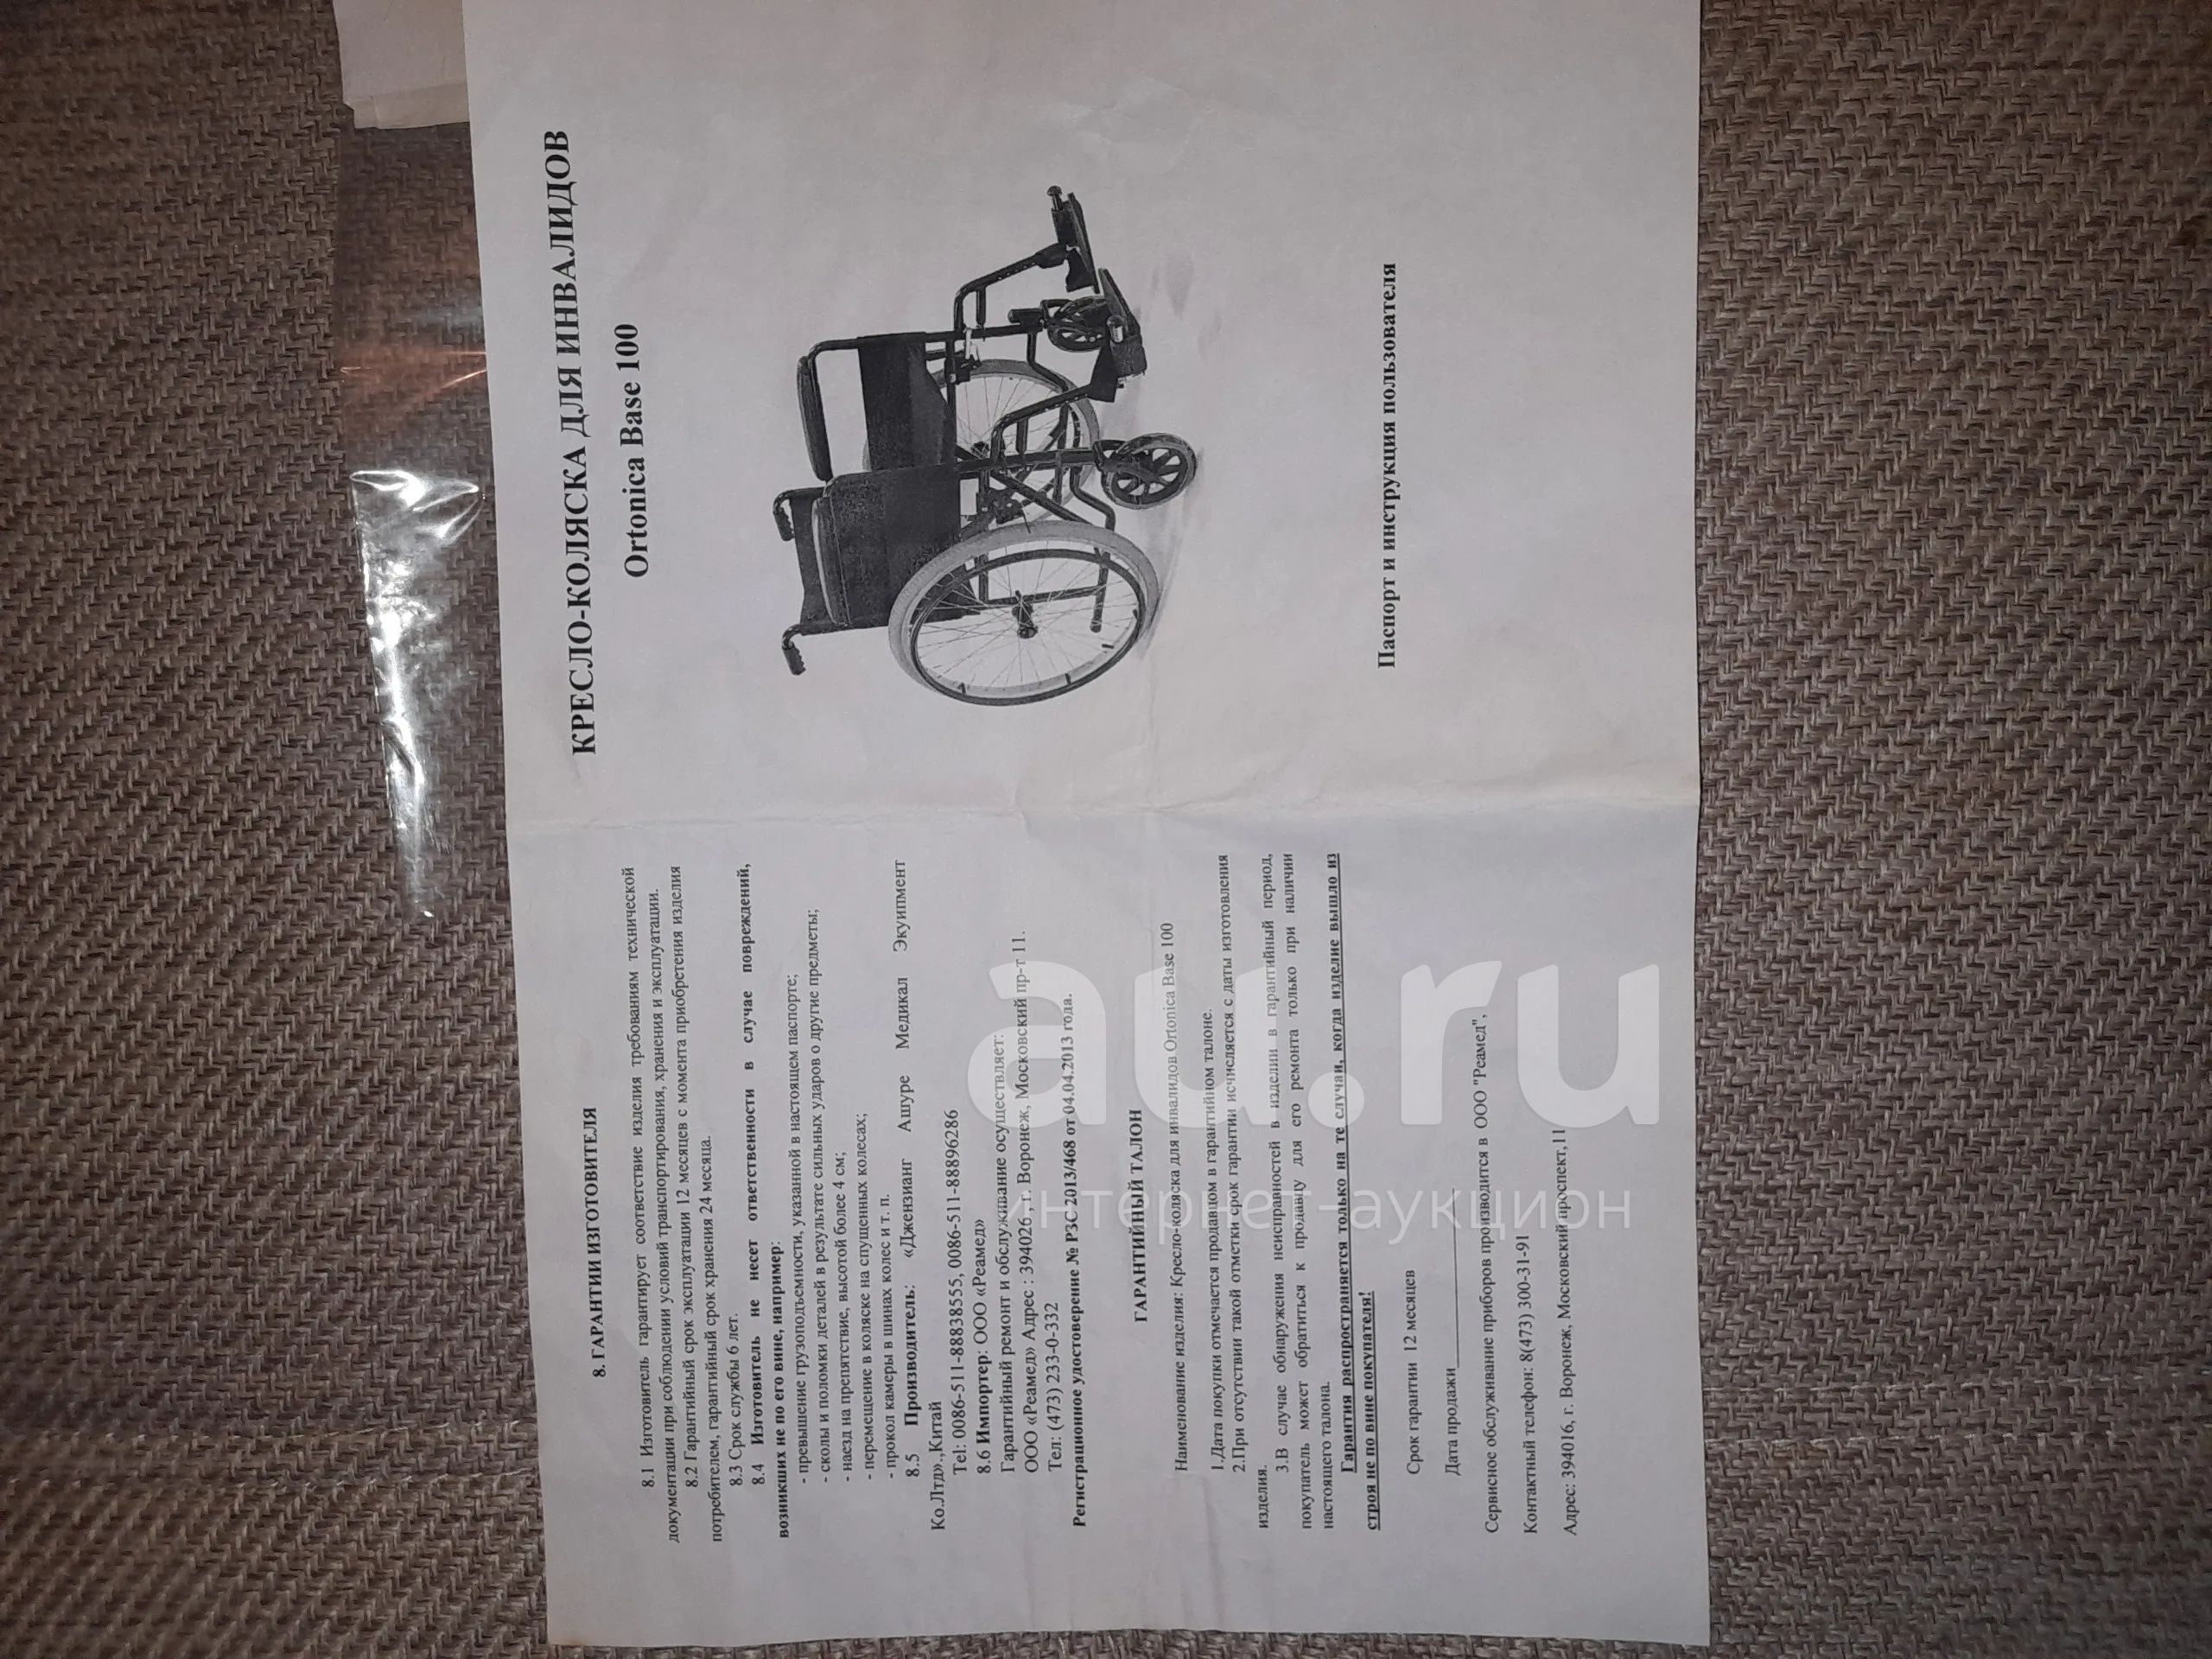 8. ГАРАНТИИ ИЗГОТОВИТЕЛЯ
8.1 Изготовитель гарантирует соответствие изделия требованиям технической
документации при соблюдении условий транспортирования, хранения и эксплуатации.
8.2 Гарантийный срок эксплуатации 12 месяцев с момента приобретения изделия
потребителем, гарантийный срок хранения 24 месяца.
8.3 Срок службы 6 лет.
8.4 Изготовитель не несет ответственности в случае повреждений,
возникших не по его вине, например:
- превышение грузоподъемности, указанной в настоящем паспорте;
- сколы и поломки деталей в результате сильных ударов о другие предметы;
- наезд на препятствие, высотой более 4 см;
- перемещение в коляске на спущенных колесах;
- прокол камеры в шинах колес и т. п.
8.5 Производитель: «Джензианг Ашуре Медикал Экуипмент
Ко.Лтд».,Китай
Tel: 0086-511-88838555, 0086-511-88896286
8.6 Импортер: ООО «Реамед»
Гарантийный ремонт и обслуживание осуществляет:
ООО «Реамед» Адрес : 394026 , г. Воронеж, Московский пр-т 11.
Тел: (473) 233-0-332
Регистрационное удостоверение № РЗС 2013/468 от 04.04.2013 года.
ГАРАНТИЙНЫЙ ТАЛОН
Наименование изделия: Кресло-коляска для инвалидов Ortonica Base 100
1.Дата покупки отмечается продавцом в гарантийном талоне.
2.При отсутствии такой отметки срок гарантии исчисляется с даты изготовления
изделия.
3.В случае обнаружения неисправностей в изделии в гарантийный период,
покупатель может обратиться к продавцу для его ремонта только при наличии
настоящего талона.
Гарантия распространяется только на те случаи, когда изделие вышло из
строя не по вине покупателя!
Срок гарантии 12 месяцев
Дата продажи____________________
Сервисное обслуживание приборов производится в ООО "Реамед",
Контактный телефон: 8(473) 300-31-91
Адрес: 394016, г. Воронеж, Московский проспект,11
КРЕСЛО-КОЛЯСКА ДЛЯ ИНВАЛИДОВ
Ortonica Base 100
Паспорт и инструкция пользователя
au.ru
интернет-аукцион